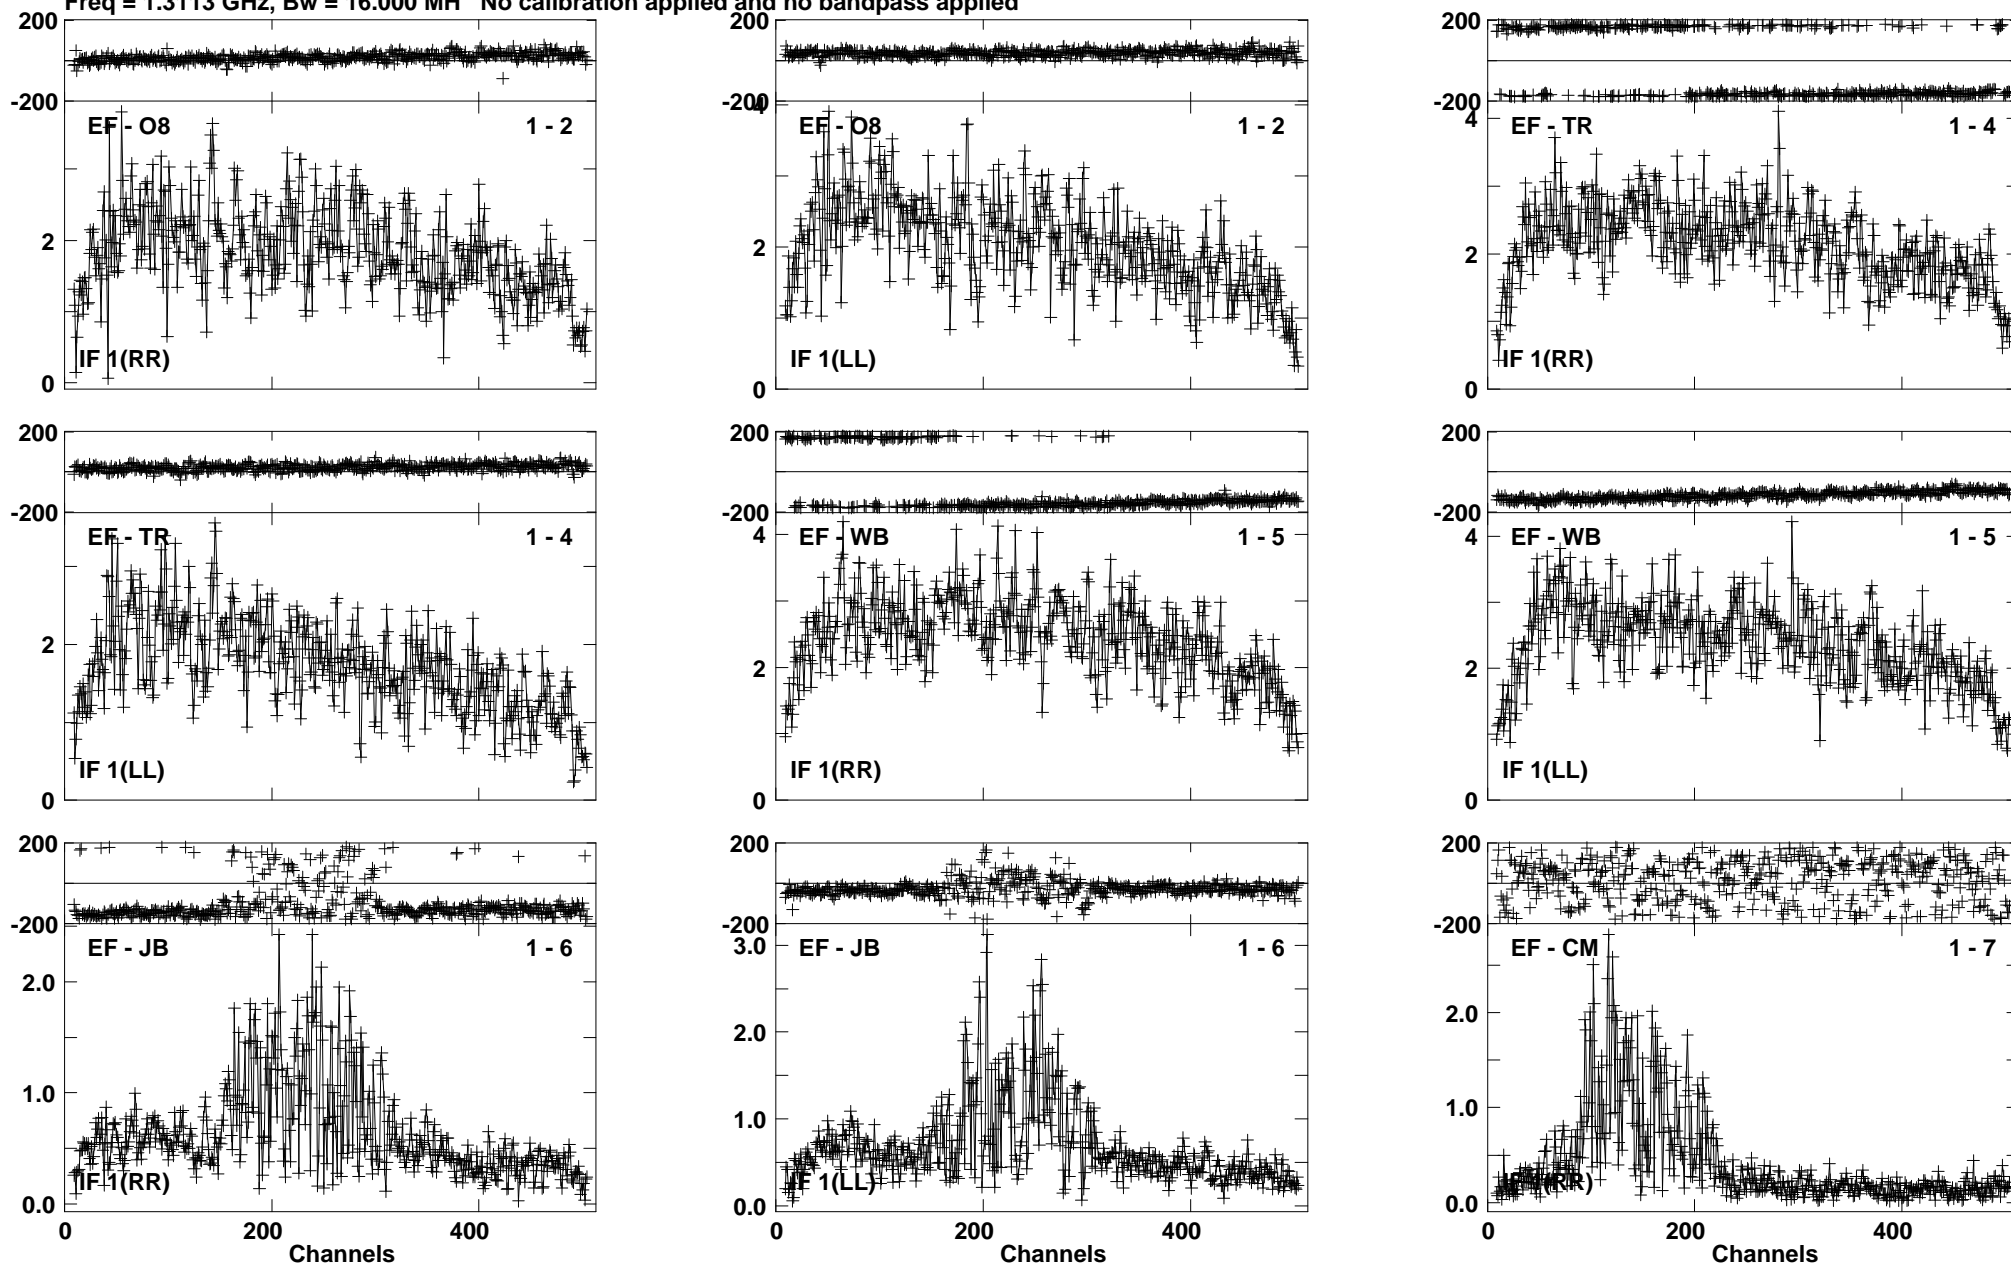 Freq = 1.3113 GHz, Bw = 16.000 MH No calibration applied and no bandpass applied
200
-200
EF - O8
1 - 2
2
0
IF 1(RR)
200
-200
4
EF - O8
1 - 2
2
0
IF 1(LL)
200
-200
4
EF - TR
1 - 4
2
0
IF 1(RR)
200
-200
EF - TR
1 - 4
2
0
IF 1(LL)
200
-200
4
EF - WB
1 - 5
2
0
IF 1(RR)
200
-200
4
EF - WB
1 - 5
2
0
IF 1(LL)
200
-200
EF - JB
1 - 6
2.0
1.0
0.0
IF 1(RR)
0
200
400
Channels
200
-200
3.0
EF - JB
1 - 6
2.0
1.0
0.0
IF 1(LL)
0
200
400
Channels
200
-200
EF - CM
1 - 7
2.0
1.0
0.0
IF 1(RR)
0
200
400
Channels